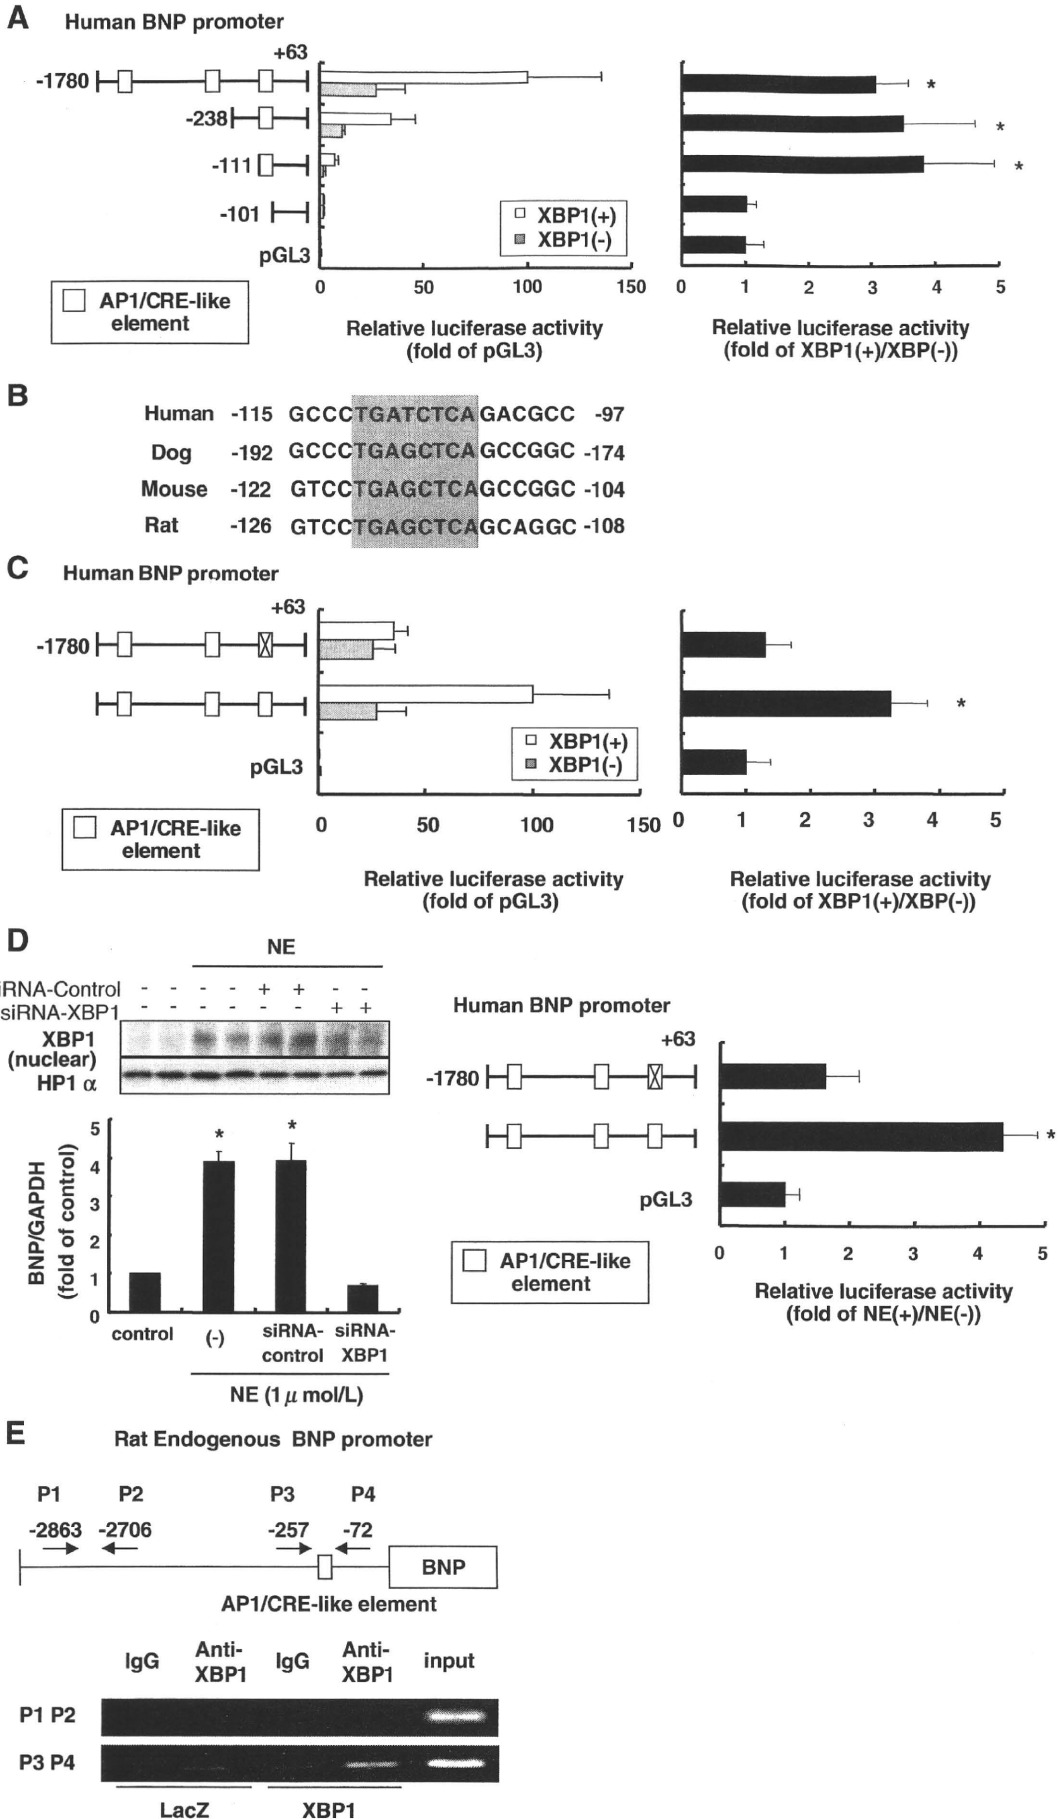 A
Human BNP promoter
+63
-1780
-238
-111
-101
pGL3
XBP1(+)
XBP1(-)
AP1/CRE-like
element
0 50 100 150
Relative luciferase activity
(fold of pGL3)
*
*
*
0 1 2 3 4 5
Relative luciferase activity
(fold of XBP1(+)/XBP(-))
B
Human -115 GCCCTGATCTCAGACGCC -97
Dog -192 GCCCTGAGCTCAGCCGGC -174
Mouse -122 GTCCTGAGCTCAGCCGGC -104
Rat -126 GTCCTGAGCTCAGCAGGC -108
C
Human BNP promoter
+63
-1780
pGL3
XBP1(+)
XBP1(-)
AP1/CRE-like
element
0 50 100 150
Relative luciferase activity
(fold of pGL3)
*
0 1 2 3 4 5
Relative luciferase activity
(fold of XBP1(+)/XBP(-))
D
NE
iRNA-Control - - - - + + - -
siRNA-XBP1 - - - - - - + +
XBP1
(nuclear)
HP1 α
BNP/GAPDH
(fold of control)
5
4
3
2
1
0
* *
control (-) siRNA-control siRNA-XBP1
NE (1 μ mol/L)
Human BNP promoter
+63
-1780
pGL3
*
AP1/CRE-like
element
0 1 2 3 4 5
Relative luciferase activity
(fold of NE(+)/NE(-))
E
Rat Endogenous BNP promoter
P1 P2 P3 P4
-2863 -2706 -257 -72
BNP
AP1/CRE-like element
IgG Anti-XBP1 IgG Anti-XBP1 input
P1 P2
P3 P4
LacZ XBP1